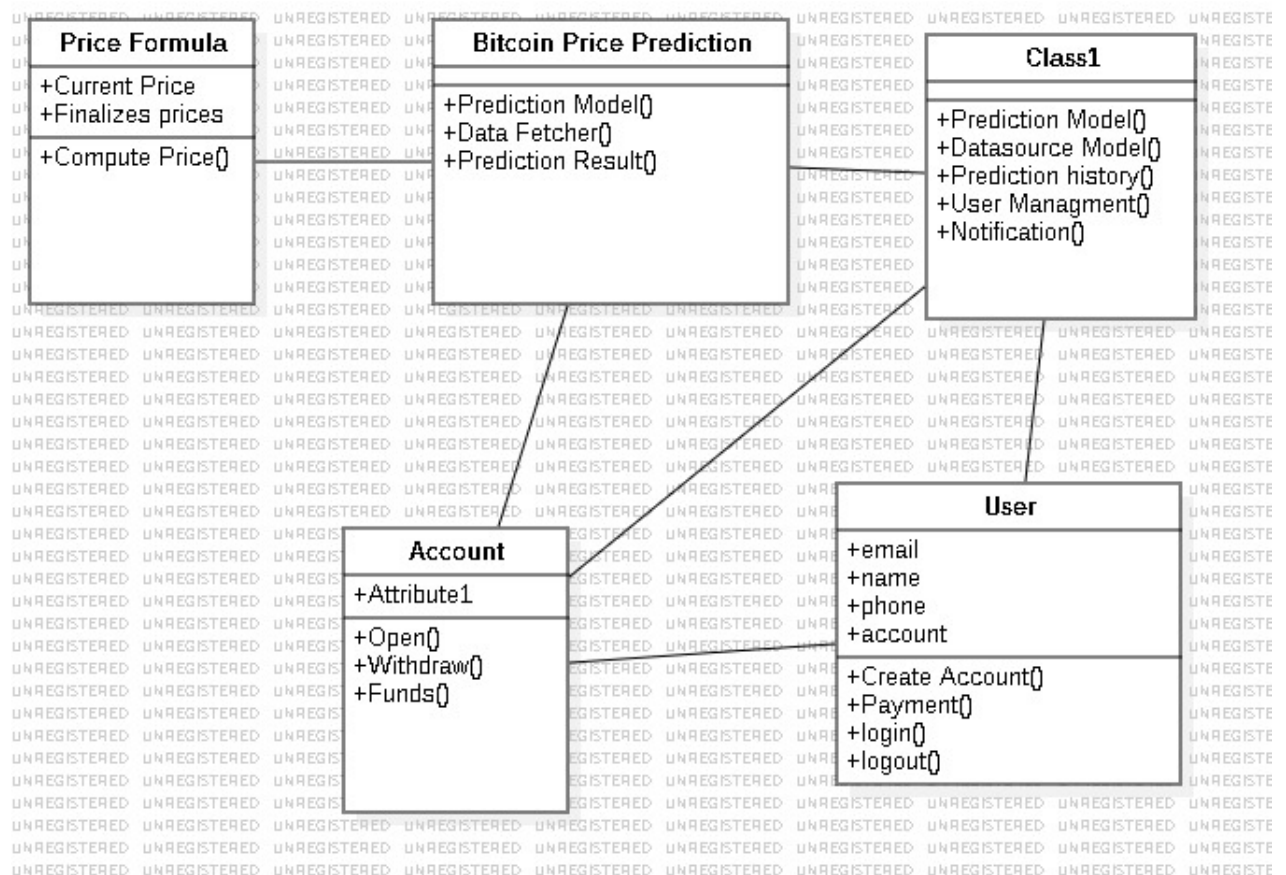 Price Formula
+Current Price
+Finalizes prices
+Compute Price()
Bitcoin Price Prediction
+Prediction Model()
+Data Fetcher()
+Prediction Result()
Class1
+Prediction Model()
+Datasource Model()
+Prediction history()
+User Managment()
+Notification()
Account
+Attribute1
+Open()
+Withdraw()
+Funds()
User
+email
+name
+phone
+account
+Create Account()
+Payment()
+login()
+logout()
UNREGISTERED